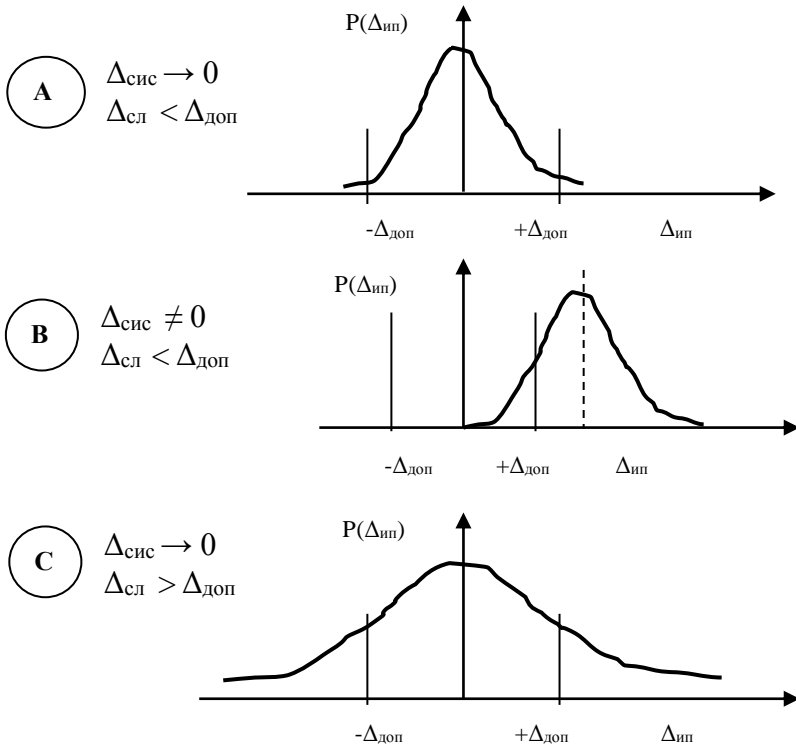 P(Δип)
A
Δсис → 0
Δсл < Δдоп
-Δдоп +Δдоп Δип
P(Δип)
B
Δсис ≠ 0
Δсл < Δдоп
-Δдоп +Δдоп Δип
P(Δип)
C
Δсис → 0
Δсл > Δдоп
-Δдоп +Δдоп Δип